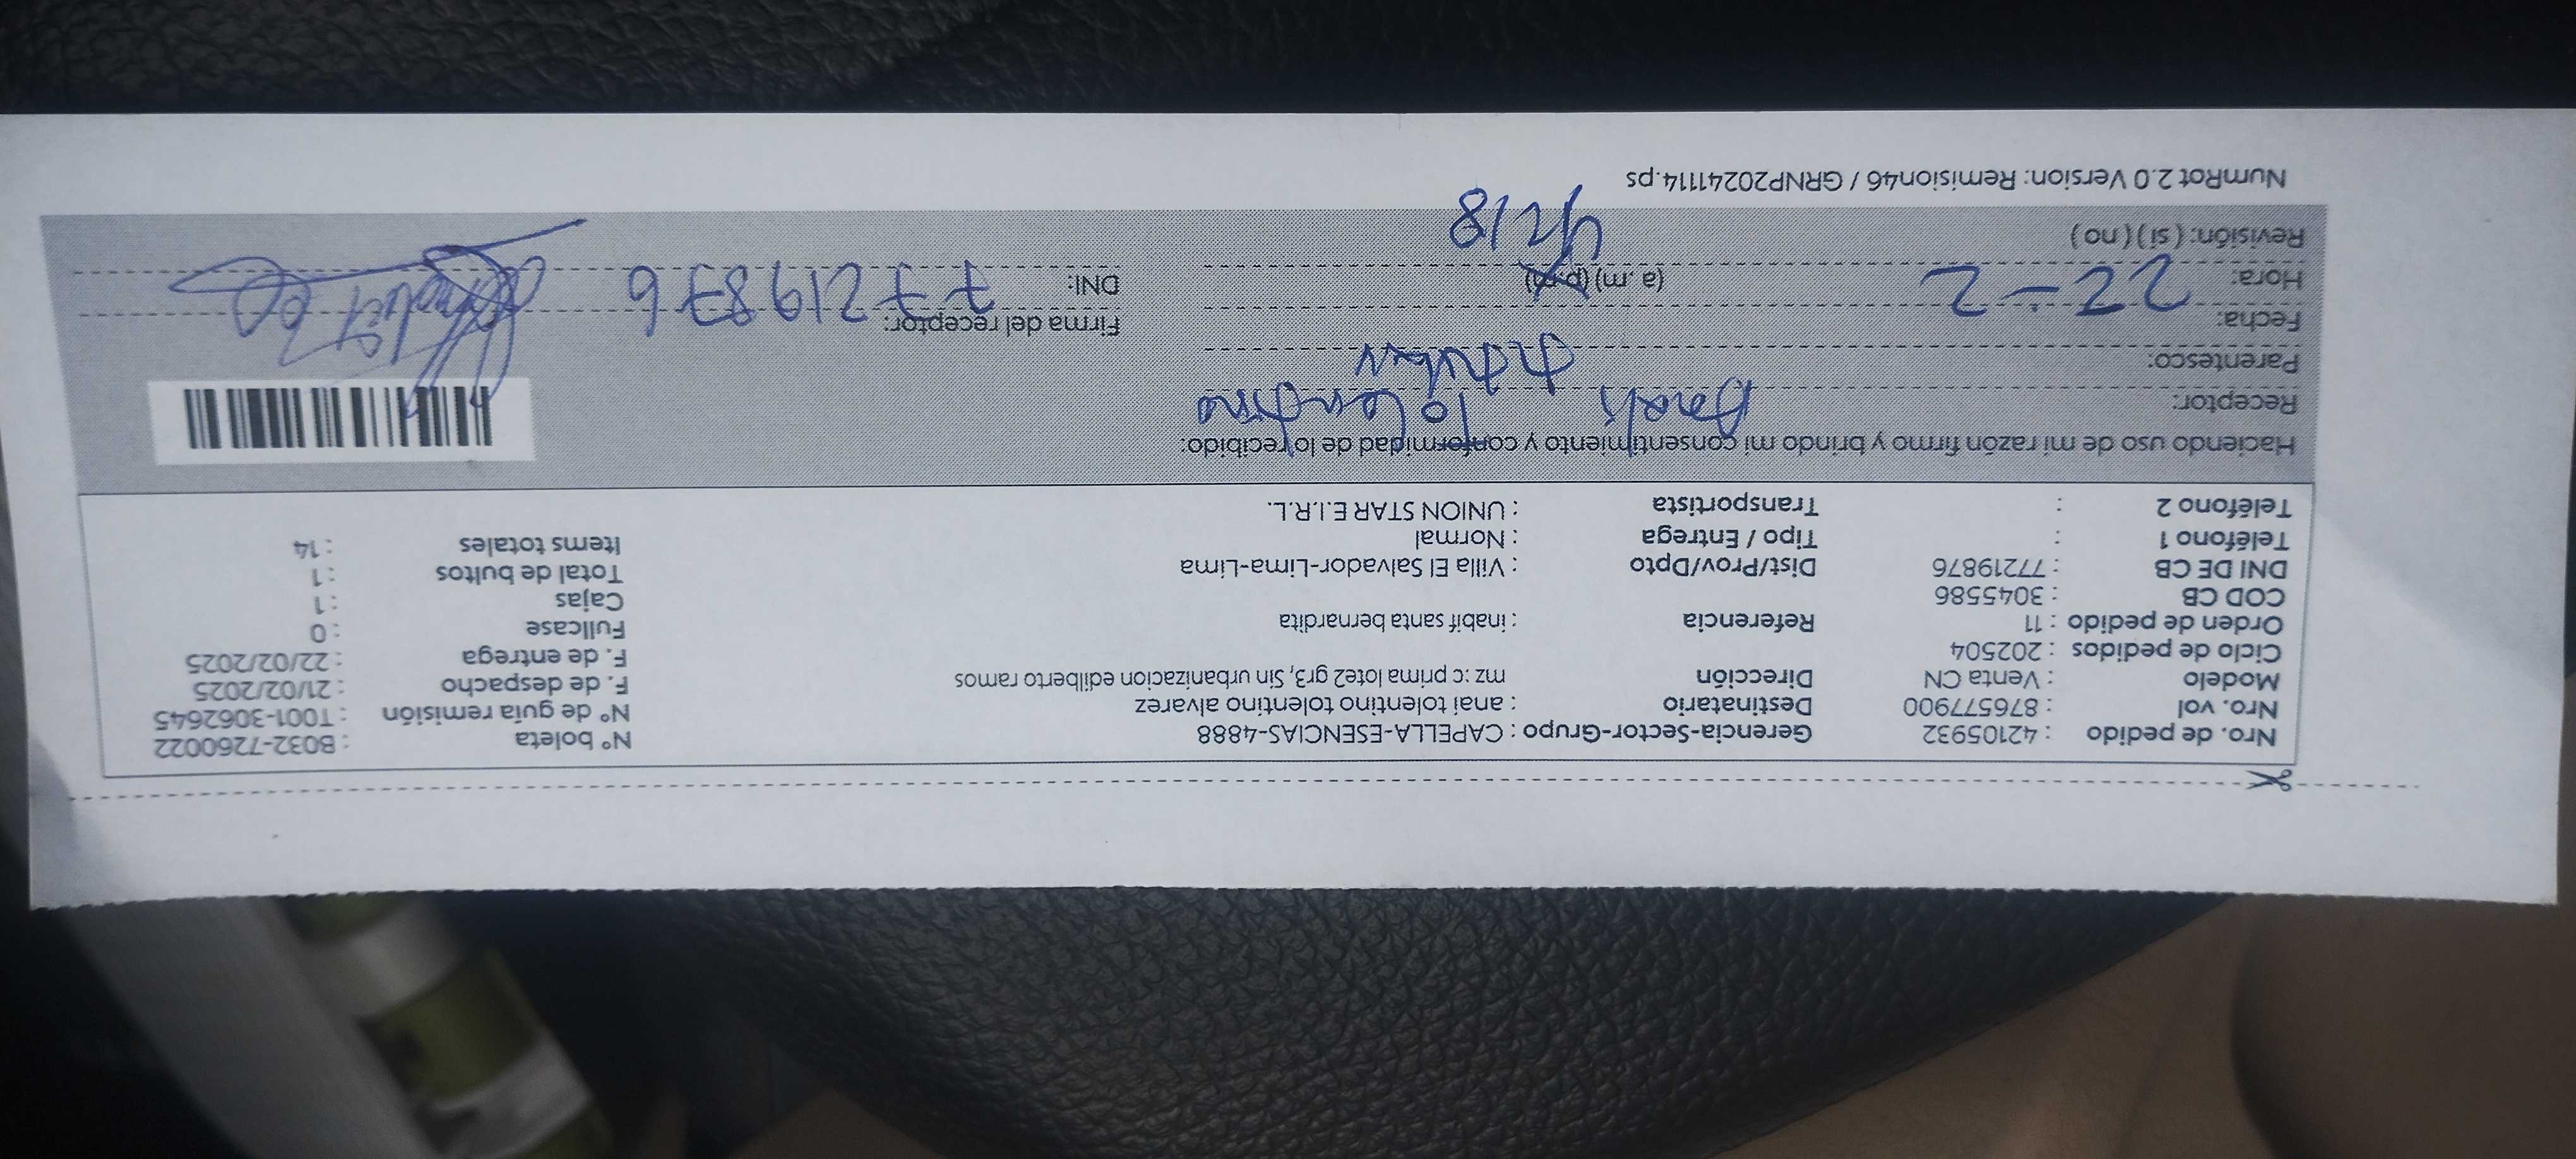 Nro. de pedido : 42105932 Gerencia-Sector-Grupo : CAPELLA-ESENCIAS-4888 N° boleta : B032-7260022
Nro. vol : 876577900 Destinatario : anai tolentino tolentino alvarez N° de guía remisión : T001-3062645
Modelo : Venta CN Dirección mz : c prima lote2 gr3, Sin urbanizacion edilberto ramos F. de despacho : 21/02/2025
Ciclo de pedidos : 202504 F. de entrega : 22/02/2025
Orden de pedido : 11 Referencia : inabif santa bernardita Fullcase : 0
COD CB : 3045586 Cajas : 1
DNI DE CB : 77219876 Dist/Prov/Dpto : Villa El Salvador-Lima-Lima Total de bultos : 1
Teléfono 1 : Tipo / Entrega : Normal Items totales : 14
Teléfono 2 : Transportista : UNION STAR E.I.R.L.
Haciendo uso de mi razón firmo y brindo mi consentimiento y conformidad de lo recibido:
Receptor:
Parentesco:
Fecha: 22-2 Firma del receptor:
Hora: (a. m) (p.m) DNI: 77219876
Revisión: ( sí ) ( no )
NumRot 2.0 Version: Remision46 / GRNP20241114.ps